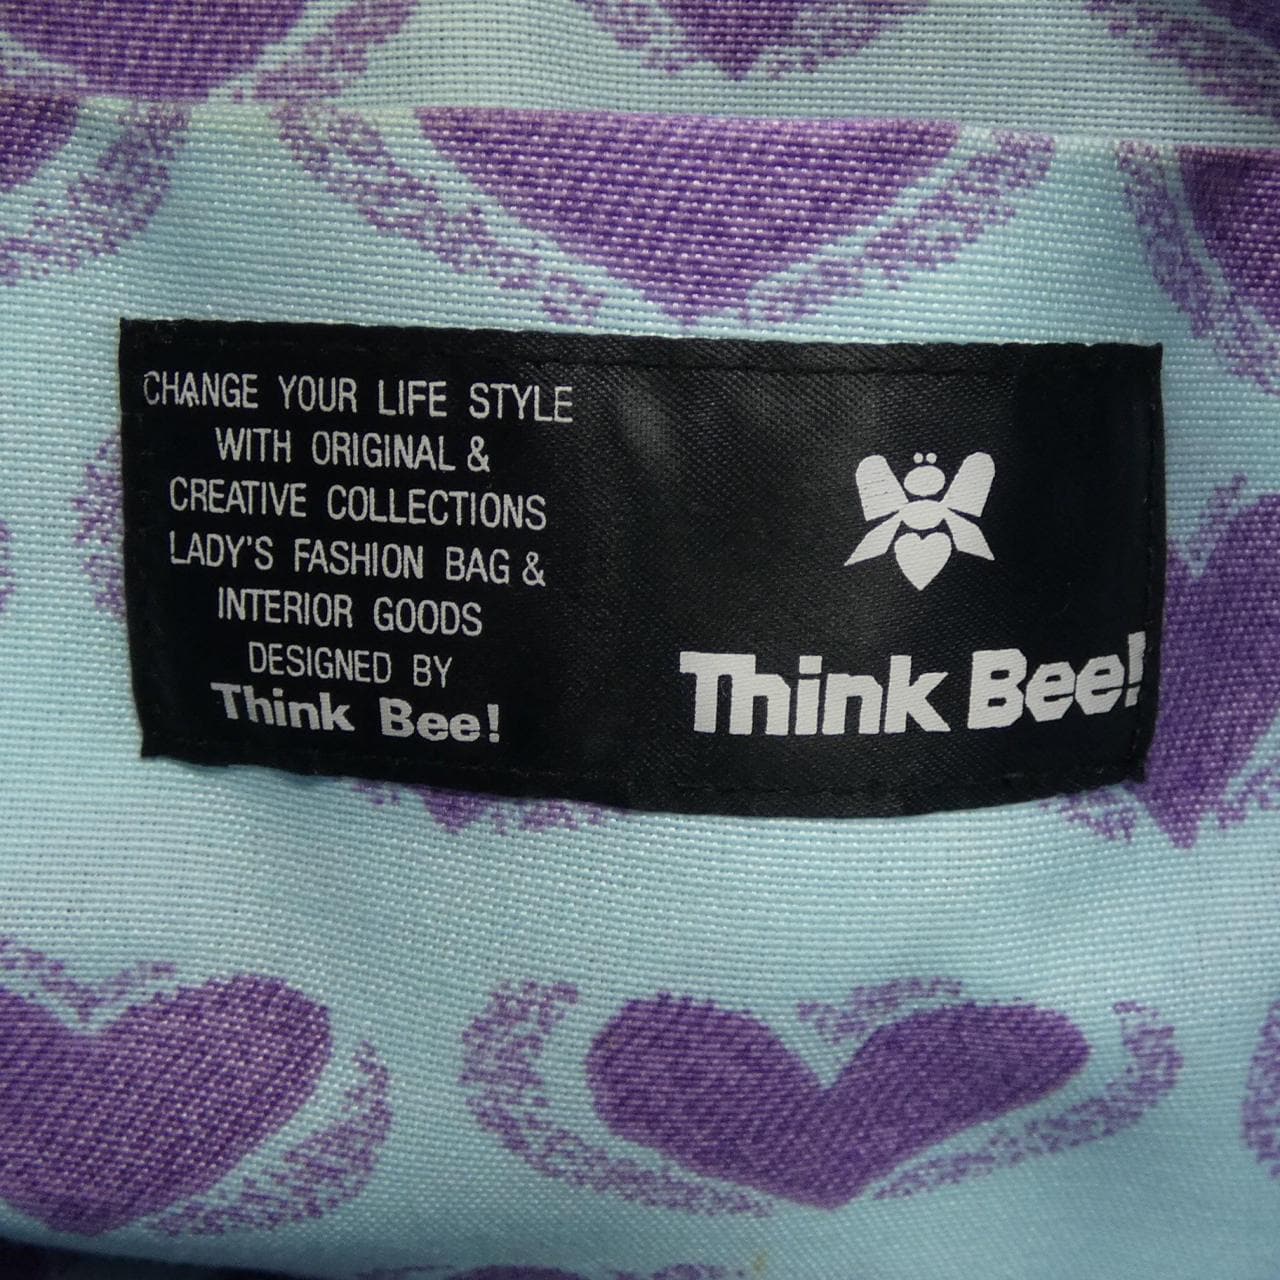 CHANGE YOUR LIFE STYLE
WITH ORIGINAL &
CREATIVE COLLECTIONS
LADY'S FASHION BAG &
INTERIOR GOODS
DESIGNED BY
Think Bee!
Think Bee!